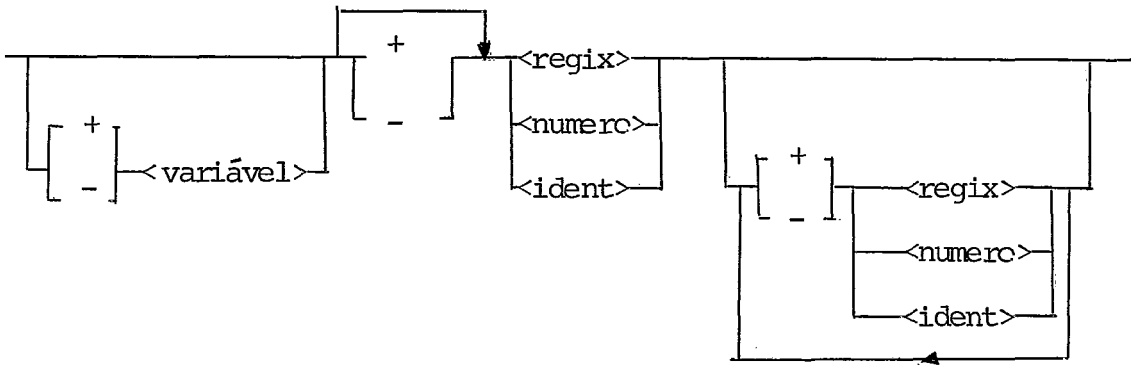 +
<regix>
-
<numero>
<ident>
+
<variável>
-
+
<regix>
-
<numero>
<ident>